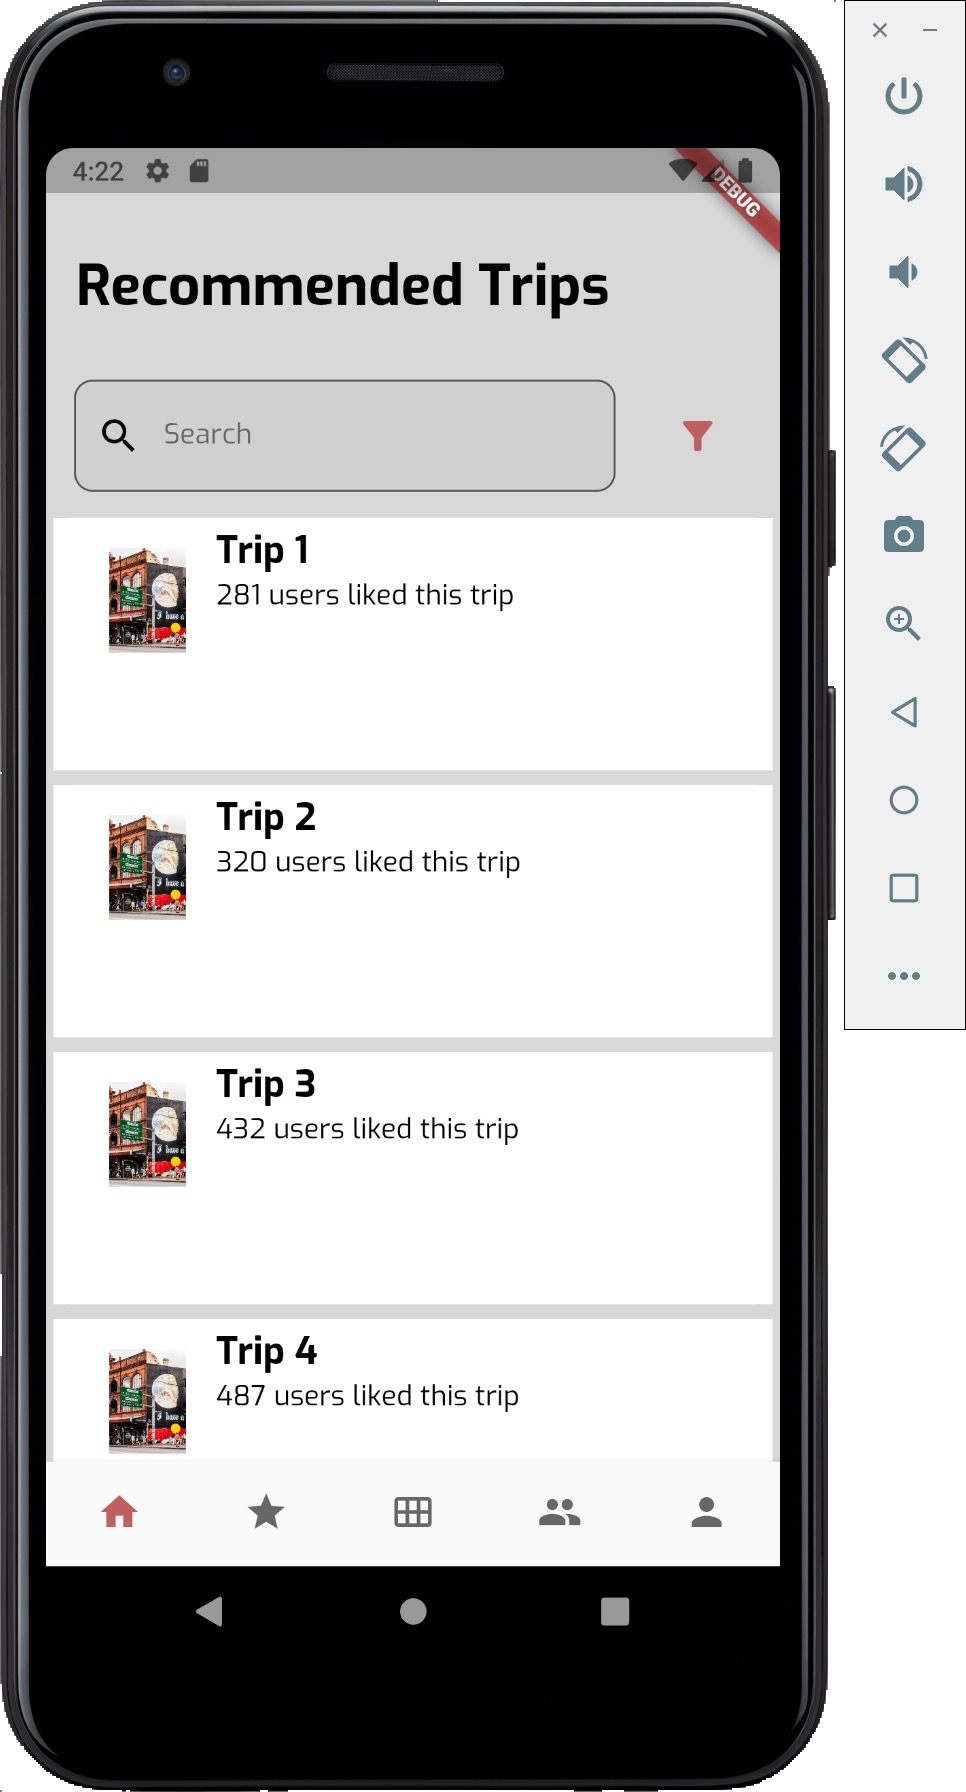 4:22
DEBUG
Recommended Trips
Search
Trip 1
281 users liked this trip
Trip 2
320 users liked this trip
Trip 3
432 users liked this trip
Trip 4
487 users liked this trip